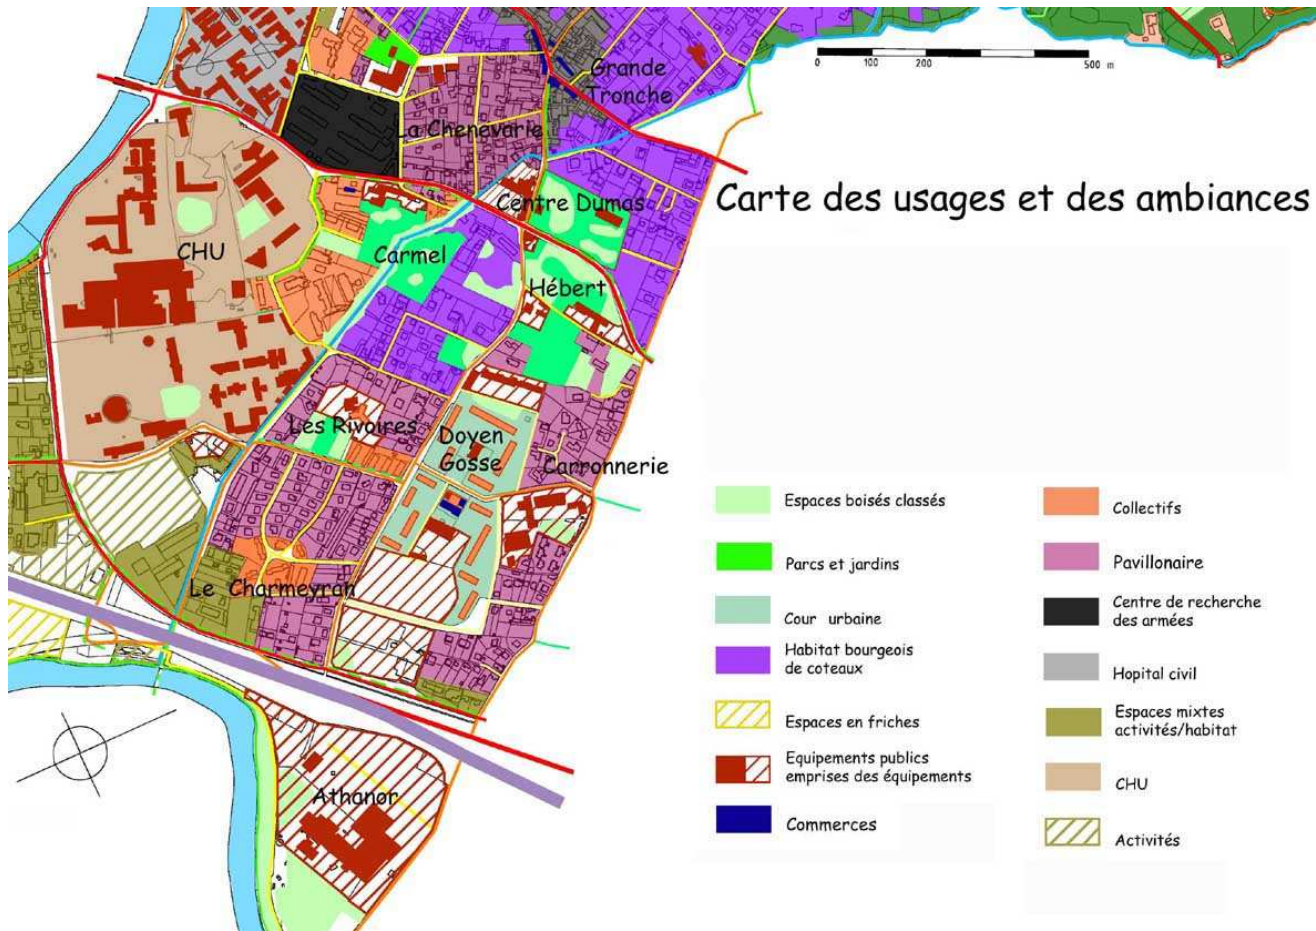 Grande
Tronche
0 100 200 500 m
La Chenevarie
Carte des usages et des ambiances
Centre Dumas
CHU
Carmel
Hébert
Les Rivoires
Doyen
Gosse
Carronnerie
Le Charmeyran
Athanor
Espaces boisés classés
Parcs et jardins
Cour urbaine
Habitat bourgeois
de coteaux
Espaces en friches
Equipements publics
emprises des équipements
Commerces
Collectifs
Pavillonaire
Centre de recherche
des armées
Hopital civil
Espaces mixtes
activités/habitat
CHU
Activités